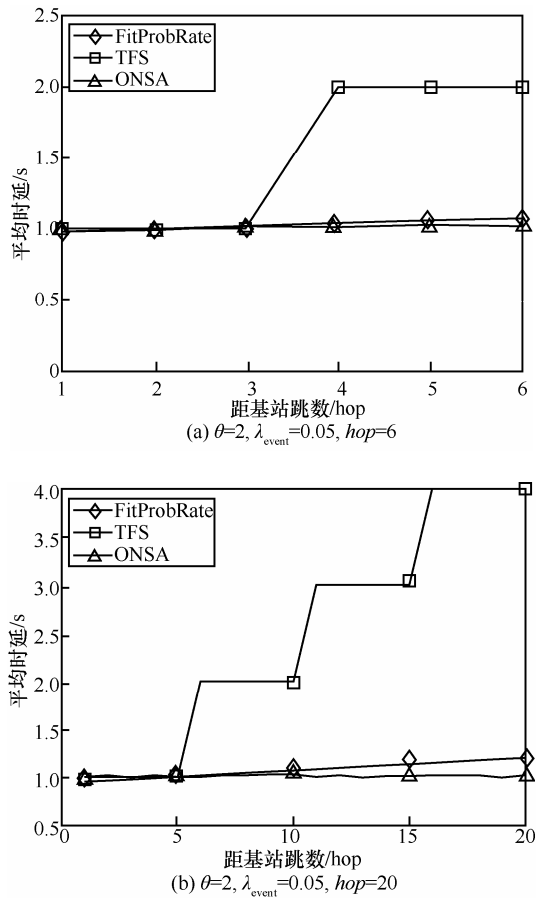 2.5
FitProbRate
TFS
ONSA
2.0
1.5
1.0
0.5
0
平均时延/s
1 2 3 4 5 6
距基站跳数/hop
(a) θ=2, λevent=0.05, hop=6
4.0
FitProbRate
TFS
ONSA
3.5
3.0
2.5
2.0
1.5
1.0
0.5
平均时延/s
0 5 10 15 20
距基站跳数/hop
(b) θ=2, λevent=0.05, hop=20